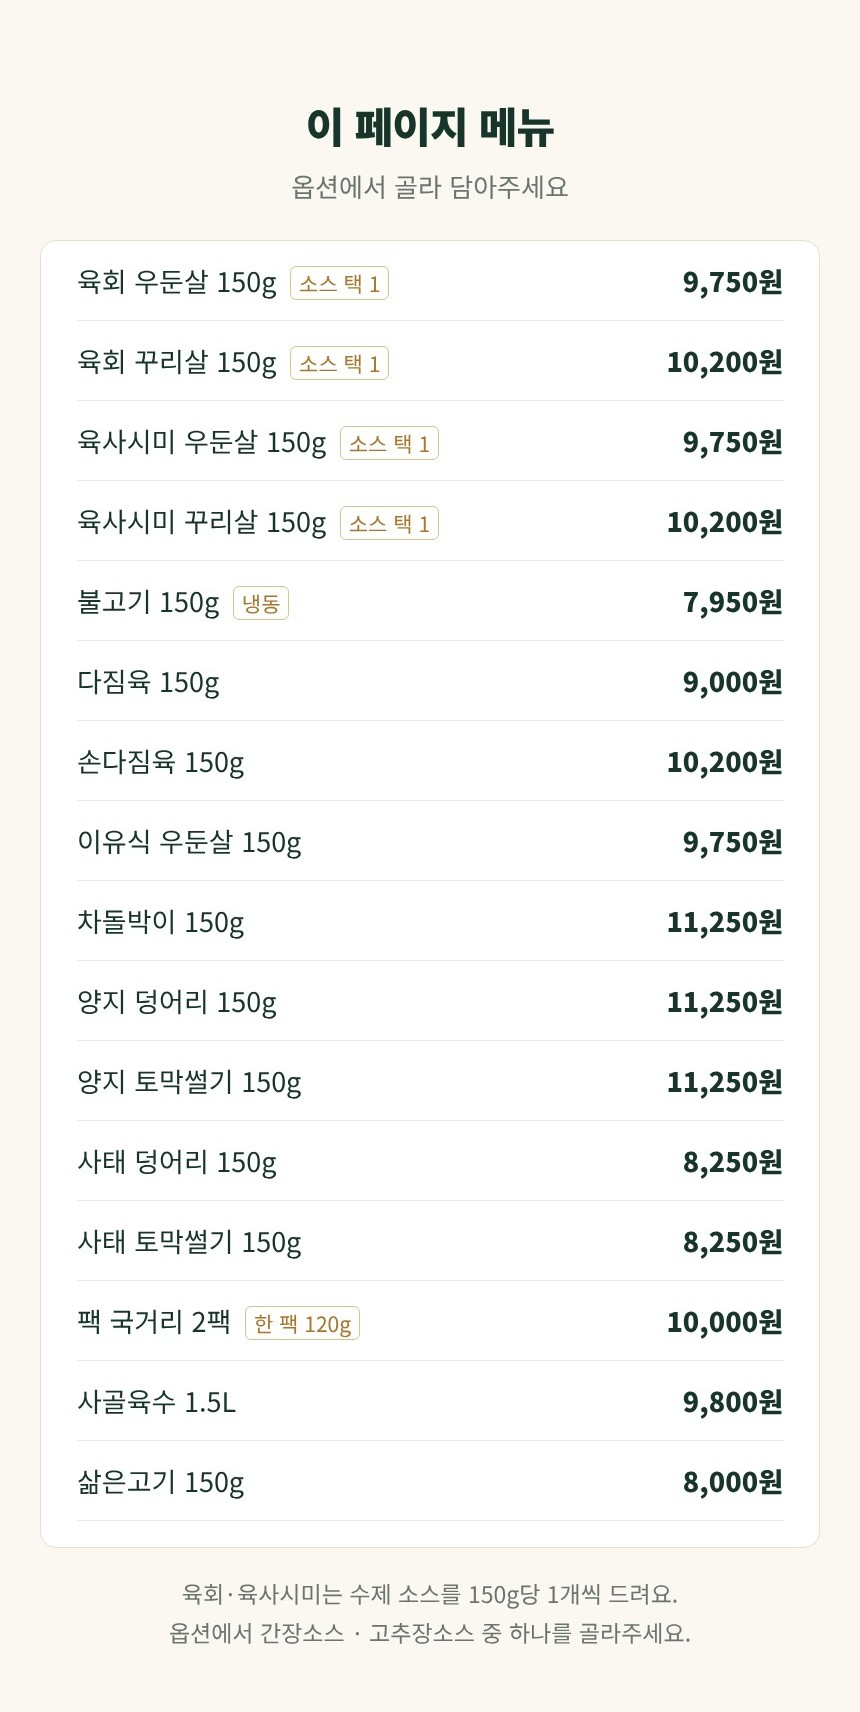 이 페이지 메뉴
옵션에서 골라 담아주세요
육회 우둔살 150g 소스 택 1 9,750원
육회 꾸리살 150g 소스 택 1 10,200원
육사시미 우둔살 150g 소스 택 1 9,750원
육사시미 꾸리살 150g 소스 택 1 10,200원
불고기 150g 냉동 7,950원
다짐육 150g 9,000원
손다짐육 150g 10,200원
이유식 우둔살 150g 9,750원
차돌박이 150g 11,250원
양지 덩어리 150g 11,250원
양지 토막썰기 150g 11,250원
사태 덩어리 150g 8,250원
사태 토막썰기 150g 8,250원
팩 국거리 2팩 한 팩 120g 10,000원
사골육수 1.5L 9,800원
삶은고기 150g 8,000원
육회·육사시미는 수제 소스를 150g당 1개씩 드려요.
옵션에서 간장소스 · 고추장소스 중 하나를 골라주세요.